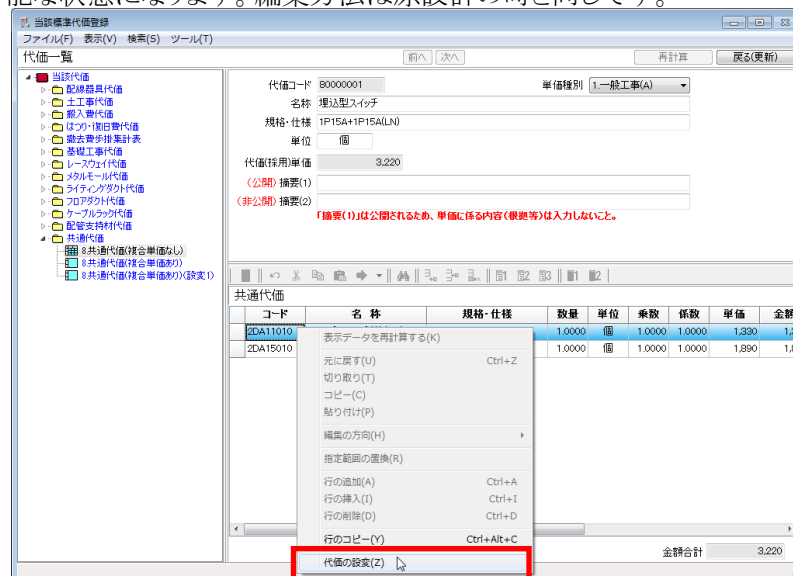 能な状態になります。編集方法は原設計の時と同じです。
当該標準代価登録
ファイル(F) 表示(V) 検索(S) ツール(T)
代価一覧 前へ 次へ 再計算 戻る(更新)
当該代価
配線器具代価
土工事代価
搬入費代価
はつり・復旧費代価
撤去費歩掛集計表
基礎工事代価
レースウェイ代価
メタルモール代価
ライティングダクト代価
フロアダクト代価
ケーブルラック代価
配管支持材代価
共通代価
8.共通代価(複合単価なし)
8.共通代価(複合単価あり)
8.共通代価(複合単価あり)(設変1)
代価コード B0000001 単価種別 1.一般工事(A)
名称 埋込型スイッチ
規格・仕様 1P15A+1P15A(LN)
単位 個
代価(採用)単価 3,220
(公開) 摘要(1)
(非公開) 摘要(2)
「摘要(1)」は公開されるため、単価に係る内容(根拠等)は入力しないこと。
共通代価
コード 名 称 規格・仕様 数量 単位 乗数 係数 単価 金額
2DA11010 1.0000 個 1.0000 1.0000 1,330
2DA15010 1.0000 個 1.0000 1.0000 1,890
表示データを再計算する(K)
元に戻す(U) Ctrl+Z
切り取り(T)
コピー(C)
貼り付け(P)
編集の方向(H)
指定範囲の置換(R)
行の追加(A) Ctrl+A
行の挿入(I) Ctrl+I
行の削除(D) Ctrl+D
行のコピー(Y) Ctrl+Alt+C
代価の設変(Z)
金額合計 3,220